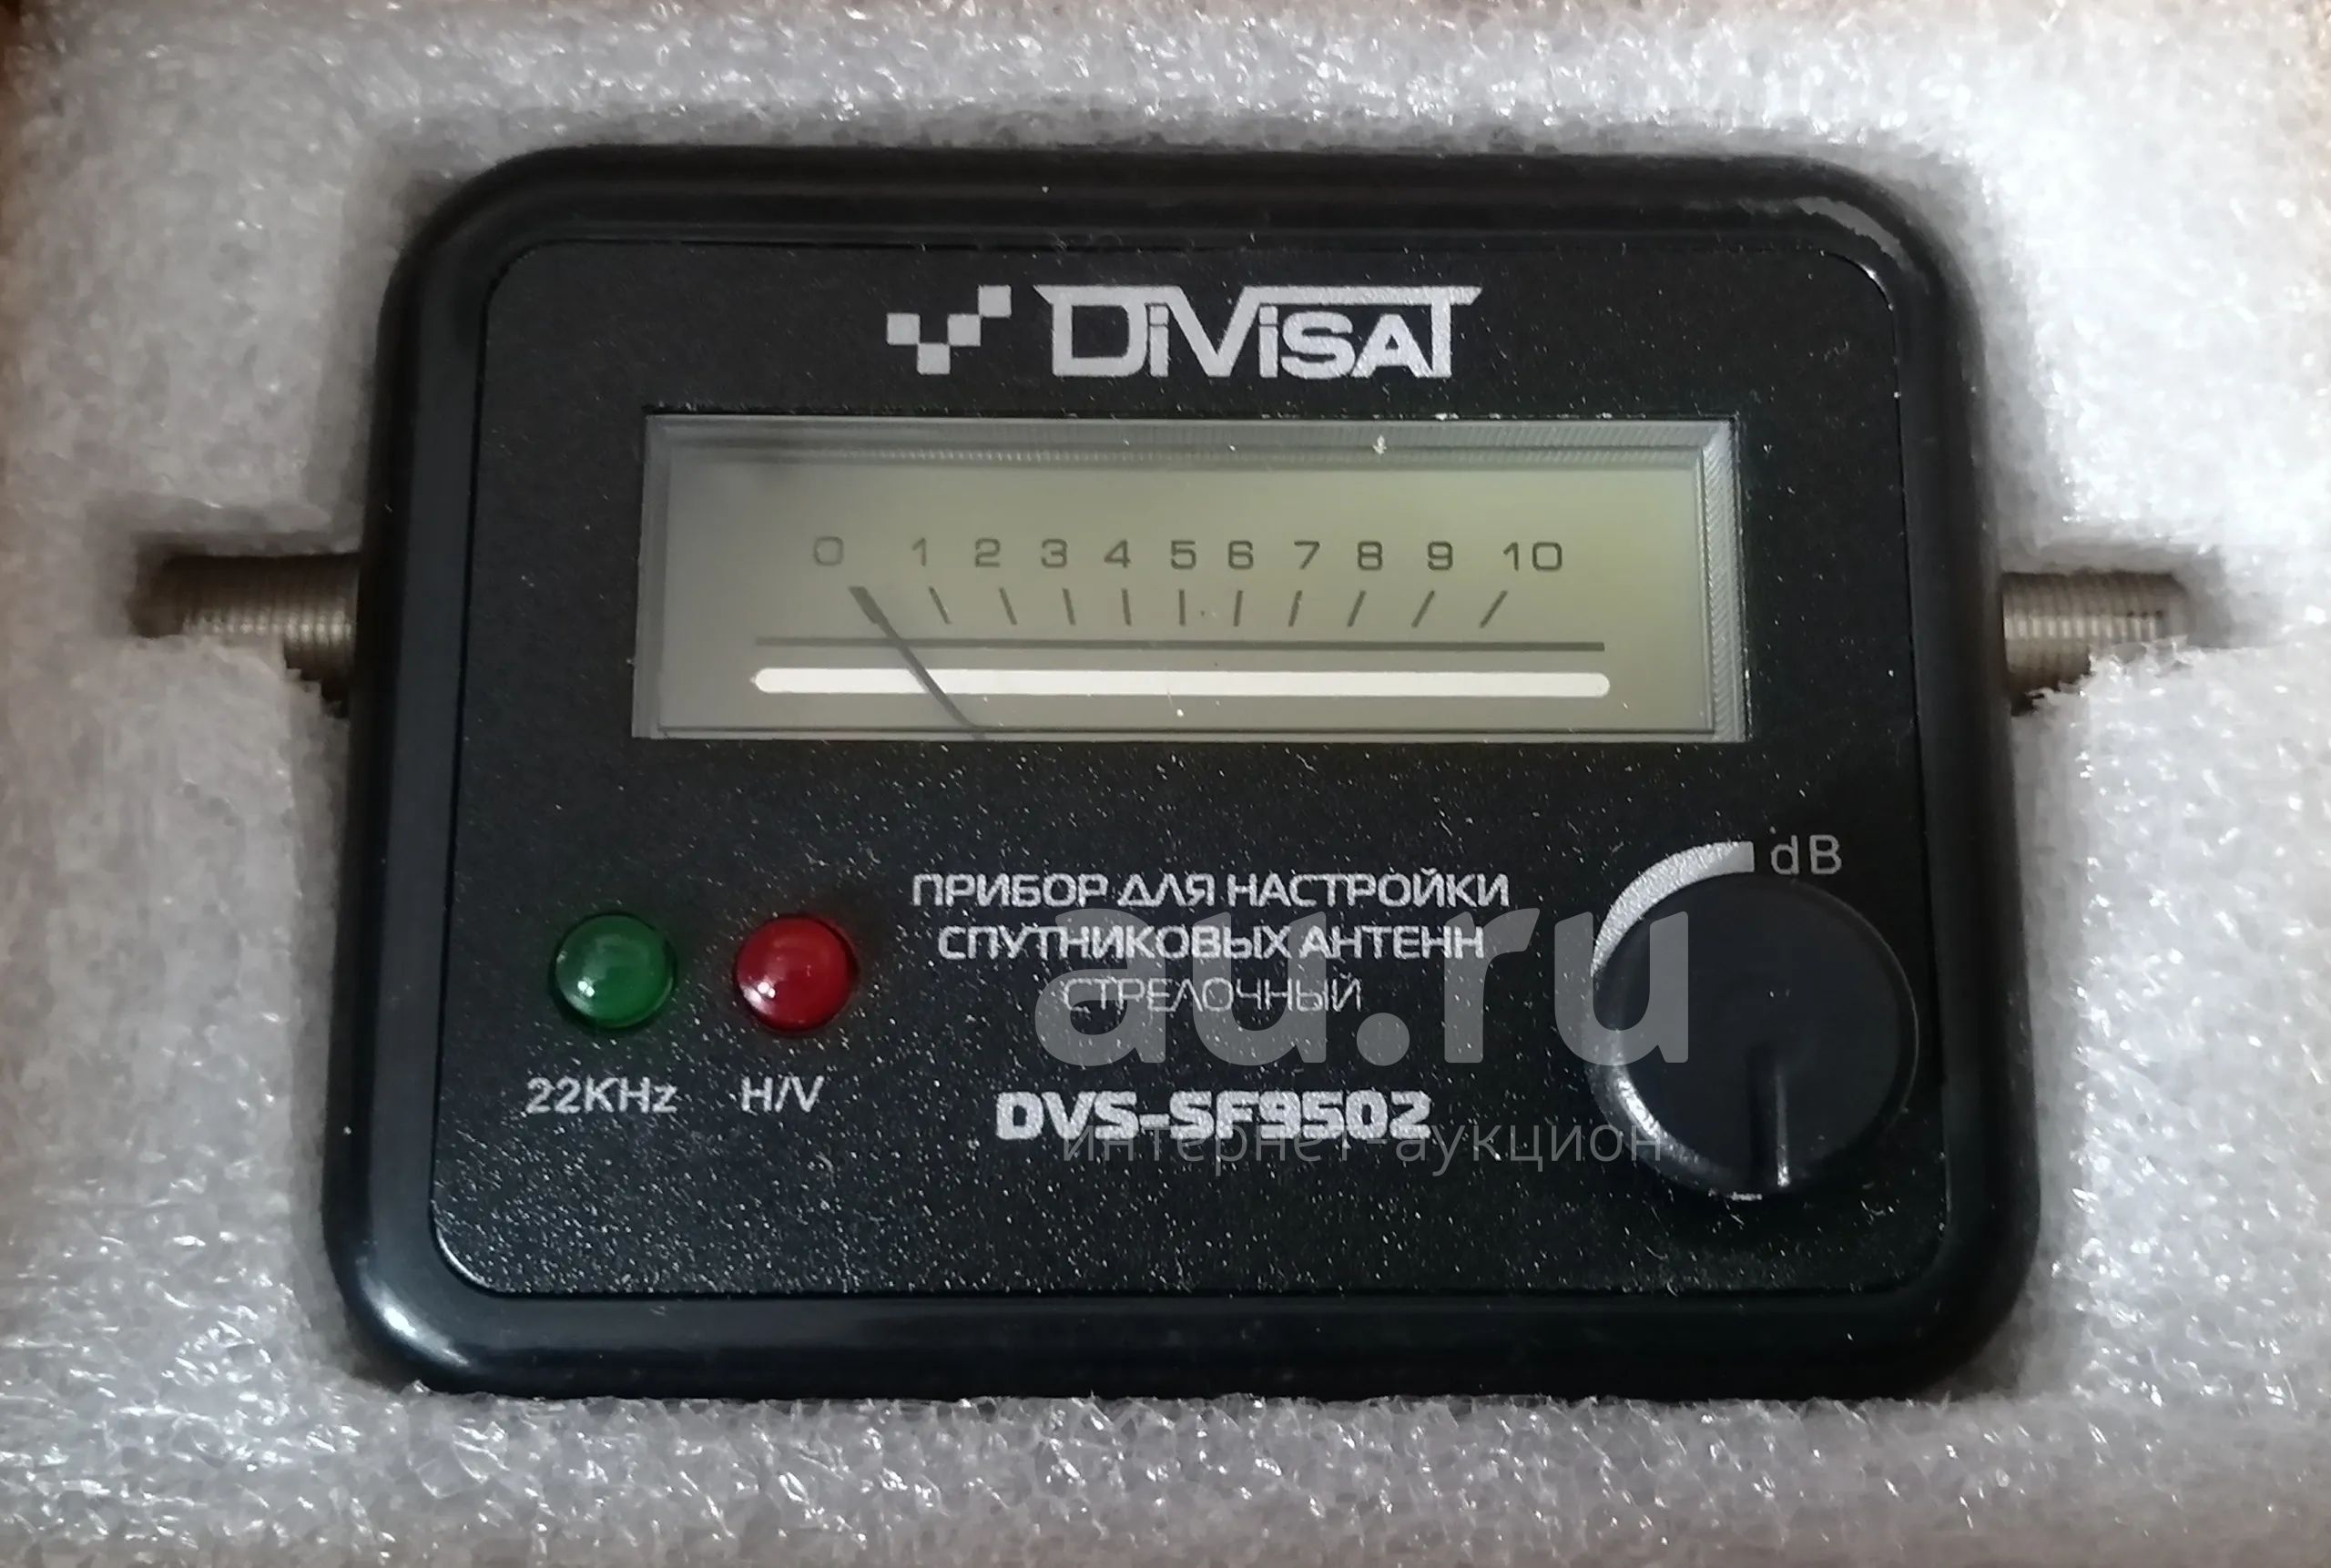 DiViSAT
0 1 2 3 4 5 6 7 8 9 10
dB
ПРИБОР ДЛЯ НАСТРОЙКИ
СПУТНИКОВЫХ АНТЕНН
СТРЕЛОЧНЫЙ
au.ru
22KHz H/V
DVS-SF9502
интернет-аукцион